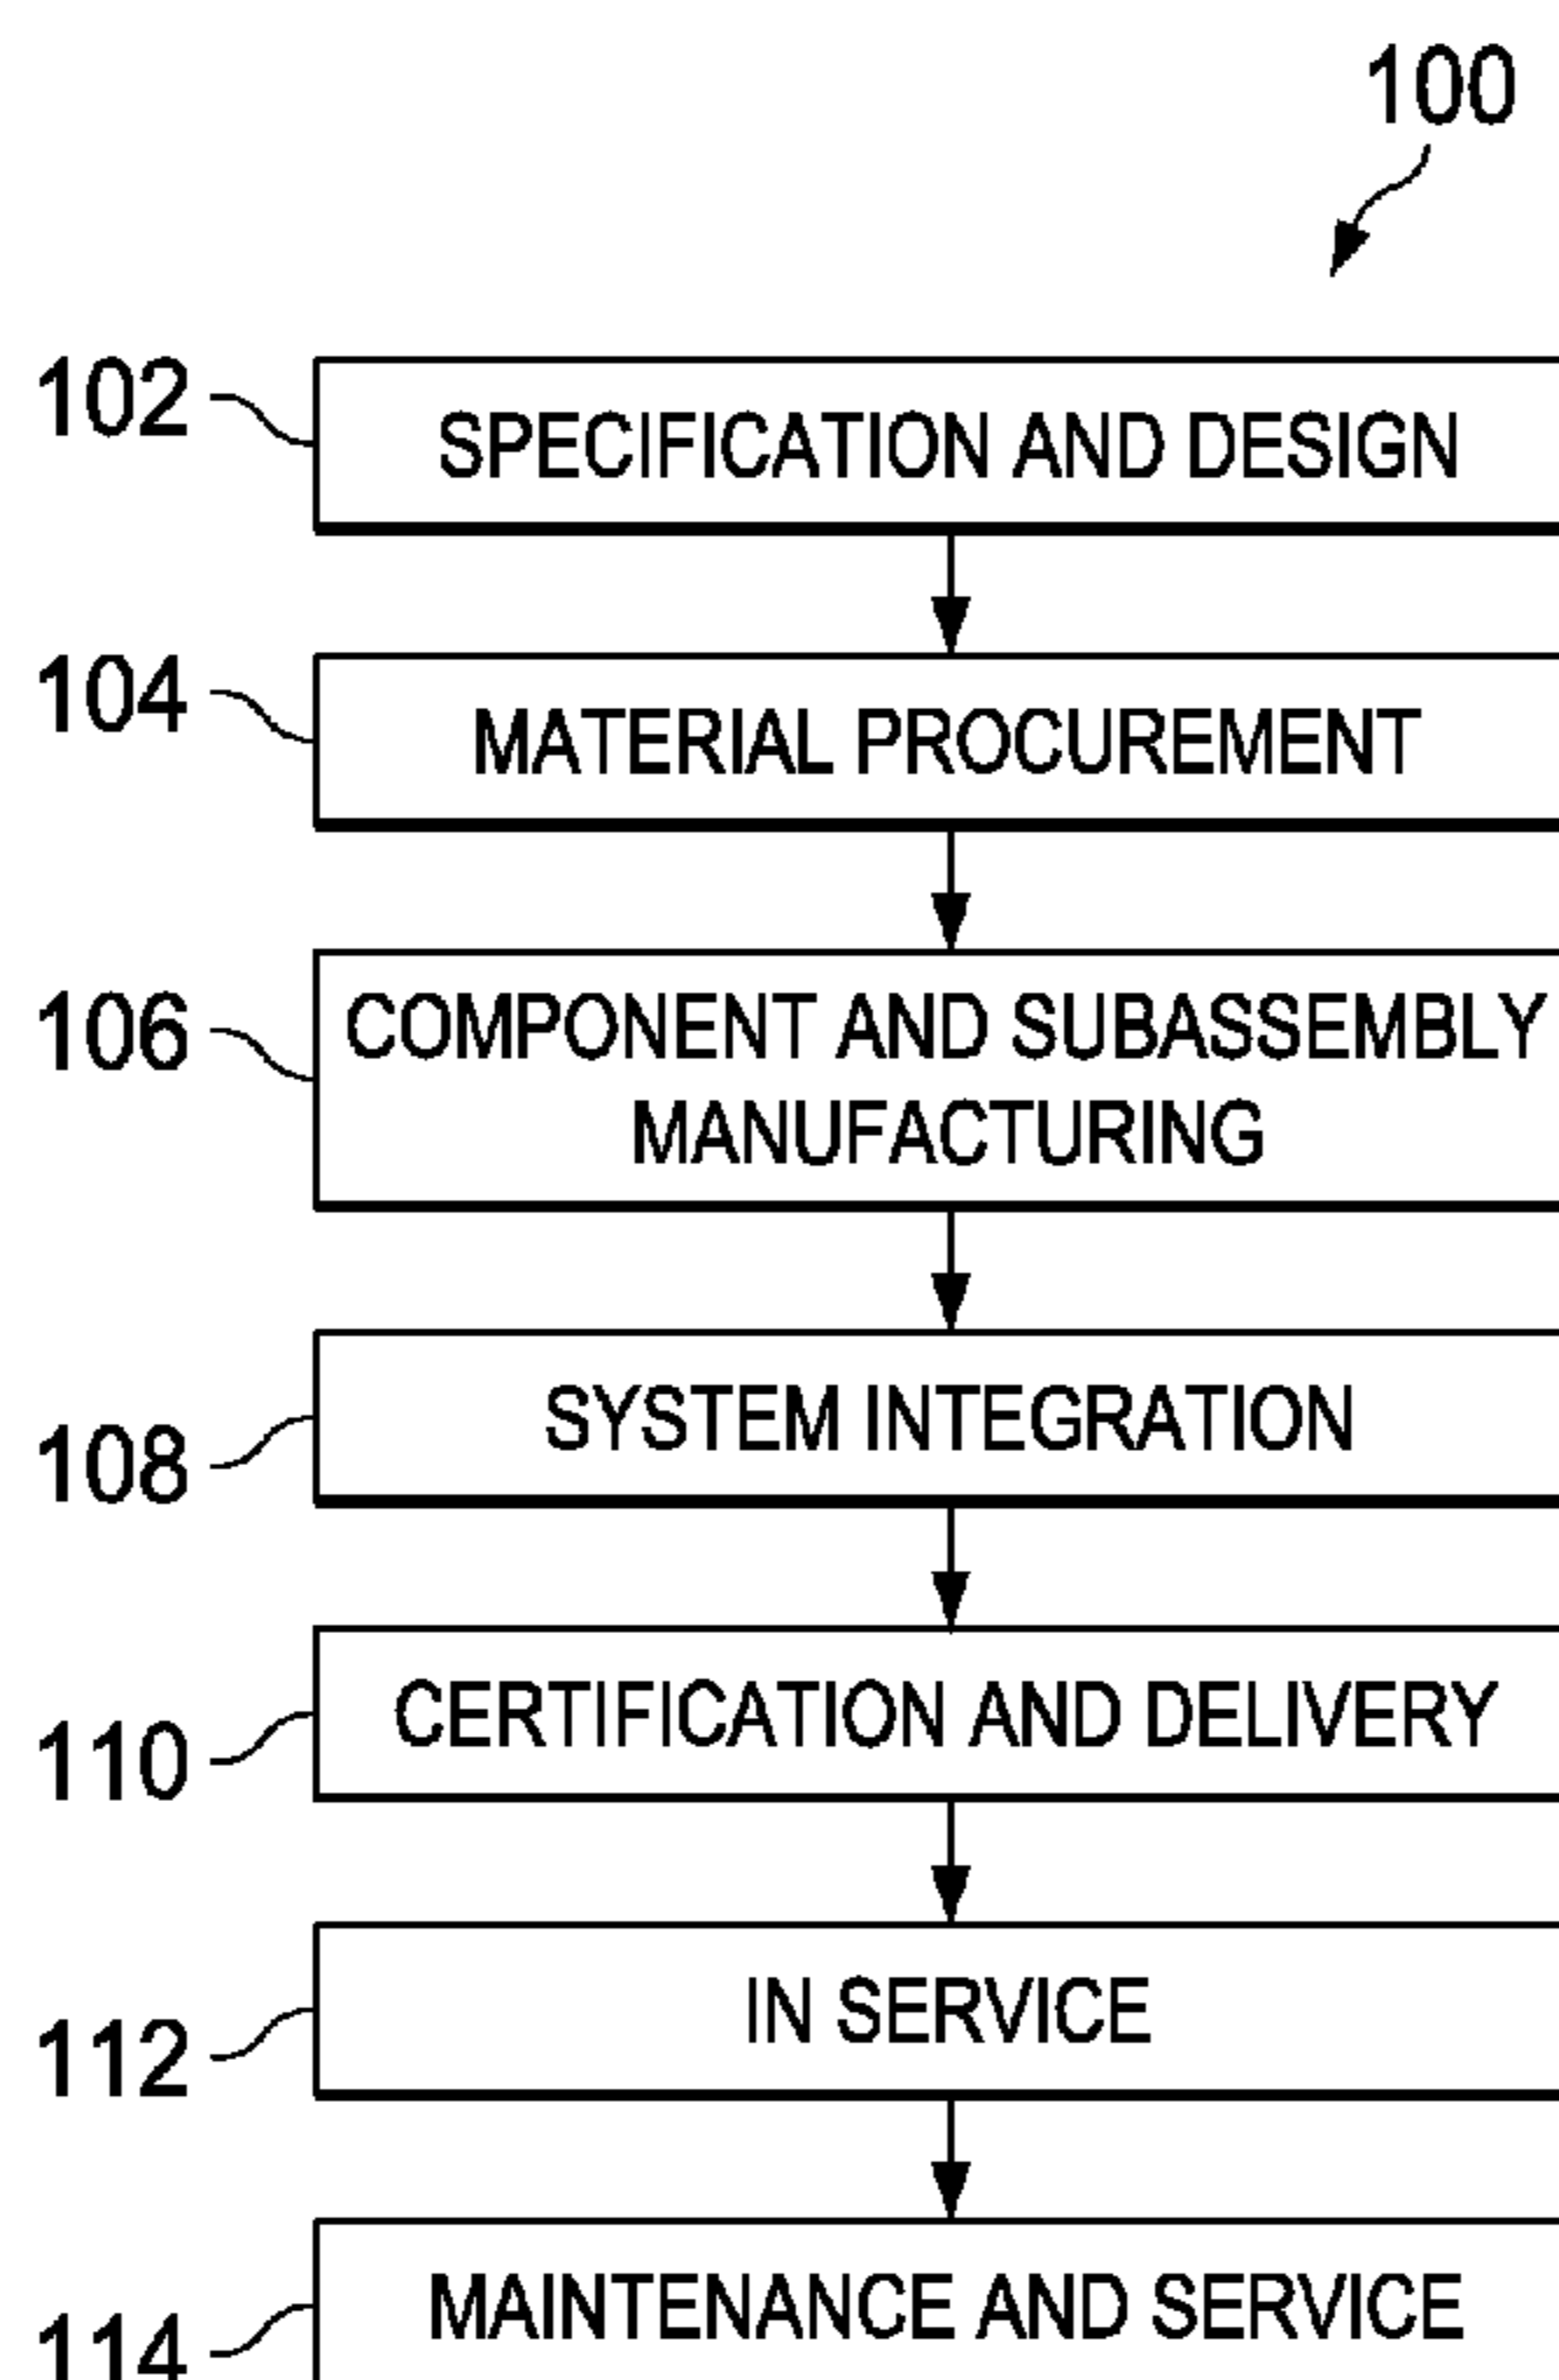 100
102
SPECIFICATION AND DESIGN
104
MATERIAL PROCUREMENT
106
COMPONENT AND SUBASSEMBLY
MANUFACTURING
108
SYSTEM INTEGRATION
110
CERTIFICATION AND DELIVERY
112
IN SERVICE
114
MAINTENANCE AND SERVICE